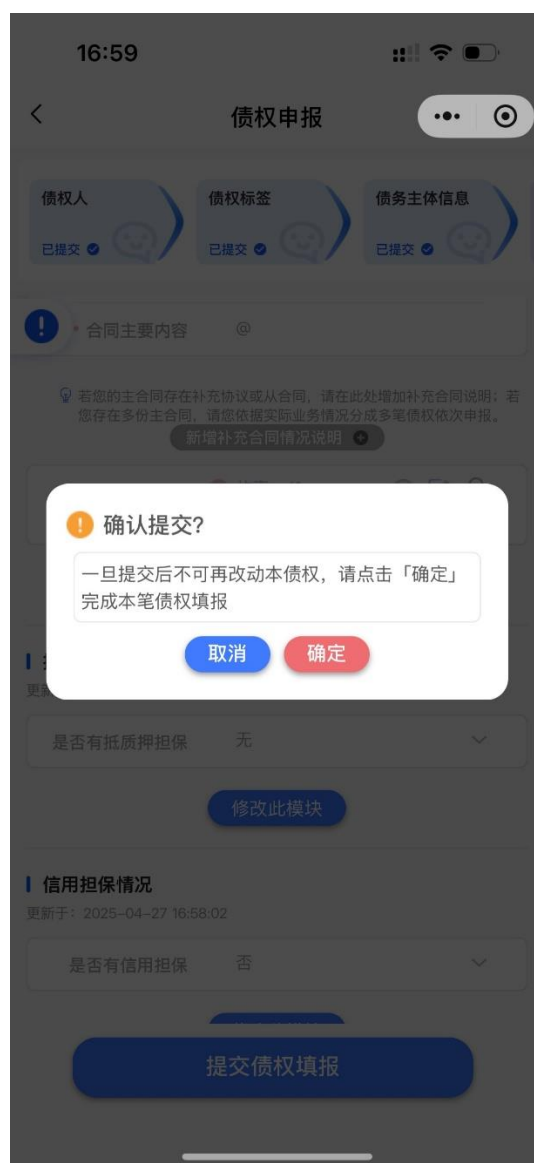 16:59
债权申报
债权人
债权标签
债务主体信息
已提交
已提交
已提交
* 合同主要内容 @
若您的主合同存在补充协议或从合同，请在此处增加补充合同说明；若
您存在多份主合同，请您依据实际业务情况分成多笔债权依次申报。
新增补充合同情况说明
确认提交?
一旦提交后不可再改动本债权，请点击「确定」
完成本笔债权填报
取消
确定
是否有抵质押担保 无
修改此模块
信用担保情况
更新于：2025-04-27 16:58:02
是否有信用担保 否
提交债权填报